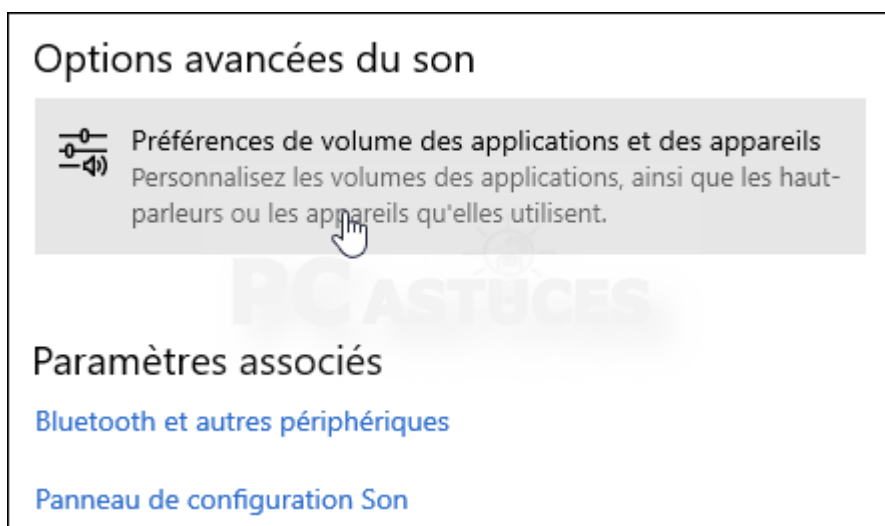 Options avancées du son
Préférences de volume des applications et des appareils
Personnalisez les volumes des applications, ainsi que les haut-
parleurs ou les appareils qu'elles utilisent.
PC ASTUCES
Paramètres associés
Bluetooth et autres périphériques
Panneau de configuration Son